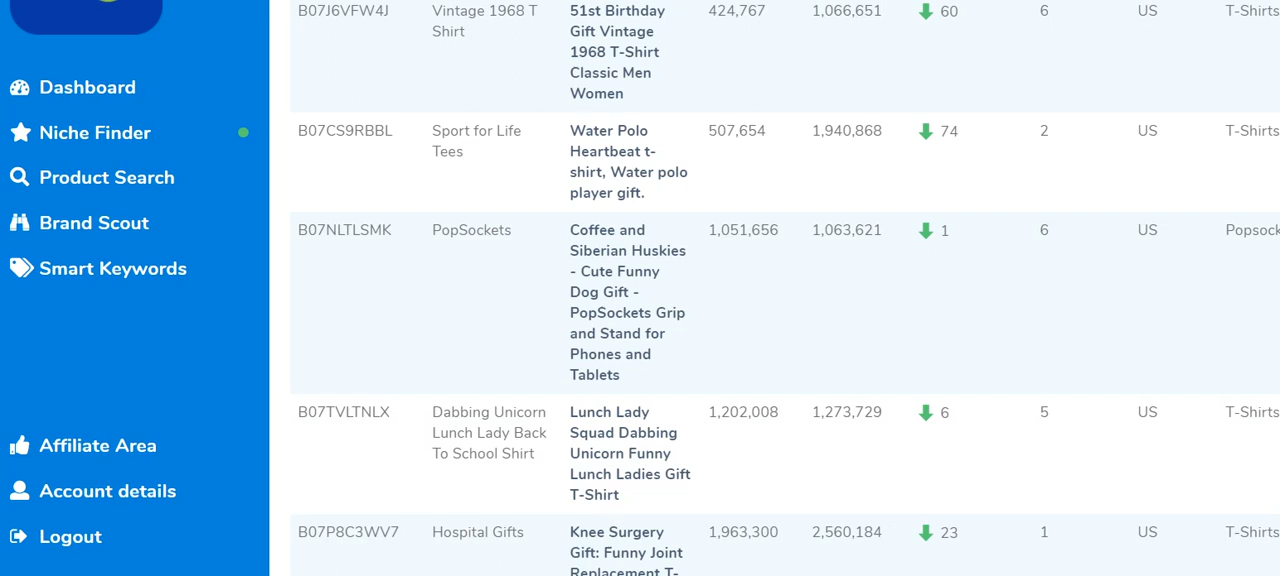 B07J6VFW4J Vintage 1968 T 51st Birthday 424,767 1,066,651 60 6 US T-Shirts
Shirt Gift Vintage
1968 T-Shirt
Classic Men
Women
Dashboard
Niche Finder
Product Search
Brand Scout
Smart Keywords
Affiliate Area
Account details
Logout
B07CS9RBBL Sport for Life Water Polo 507,654 1,940,868 74 2 US T-Shirts
Tees Heartbeat t-
shirt, Water polo
player gift.
B07NLTLSMK PopSockets Coffee and 1,051,656 1,063,621 1 6 US Popsock
Siberian Huskies
- Cute Funny
Dog Gift -
PopSockets Grip
and Stand for
Phones and
Tablets
B07TVLTNLX Dabbing Unicorn Lunch Lady 1,202,008 1,273,729 6 5 US T-Shirts
Lunch Lady Back Squad Dabbing
To School Shirt Unicorn Funny
Lunch Ladies Gift
T-Shirt
B07P8C3WV7 Hospital Gifts Knee Surgery 1,963,300 2,560,184 23 1 US T-Shirts
Gift: Funny Joint
Replacement T-